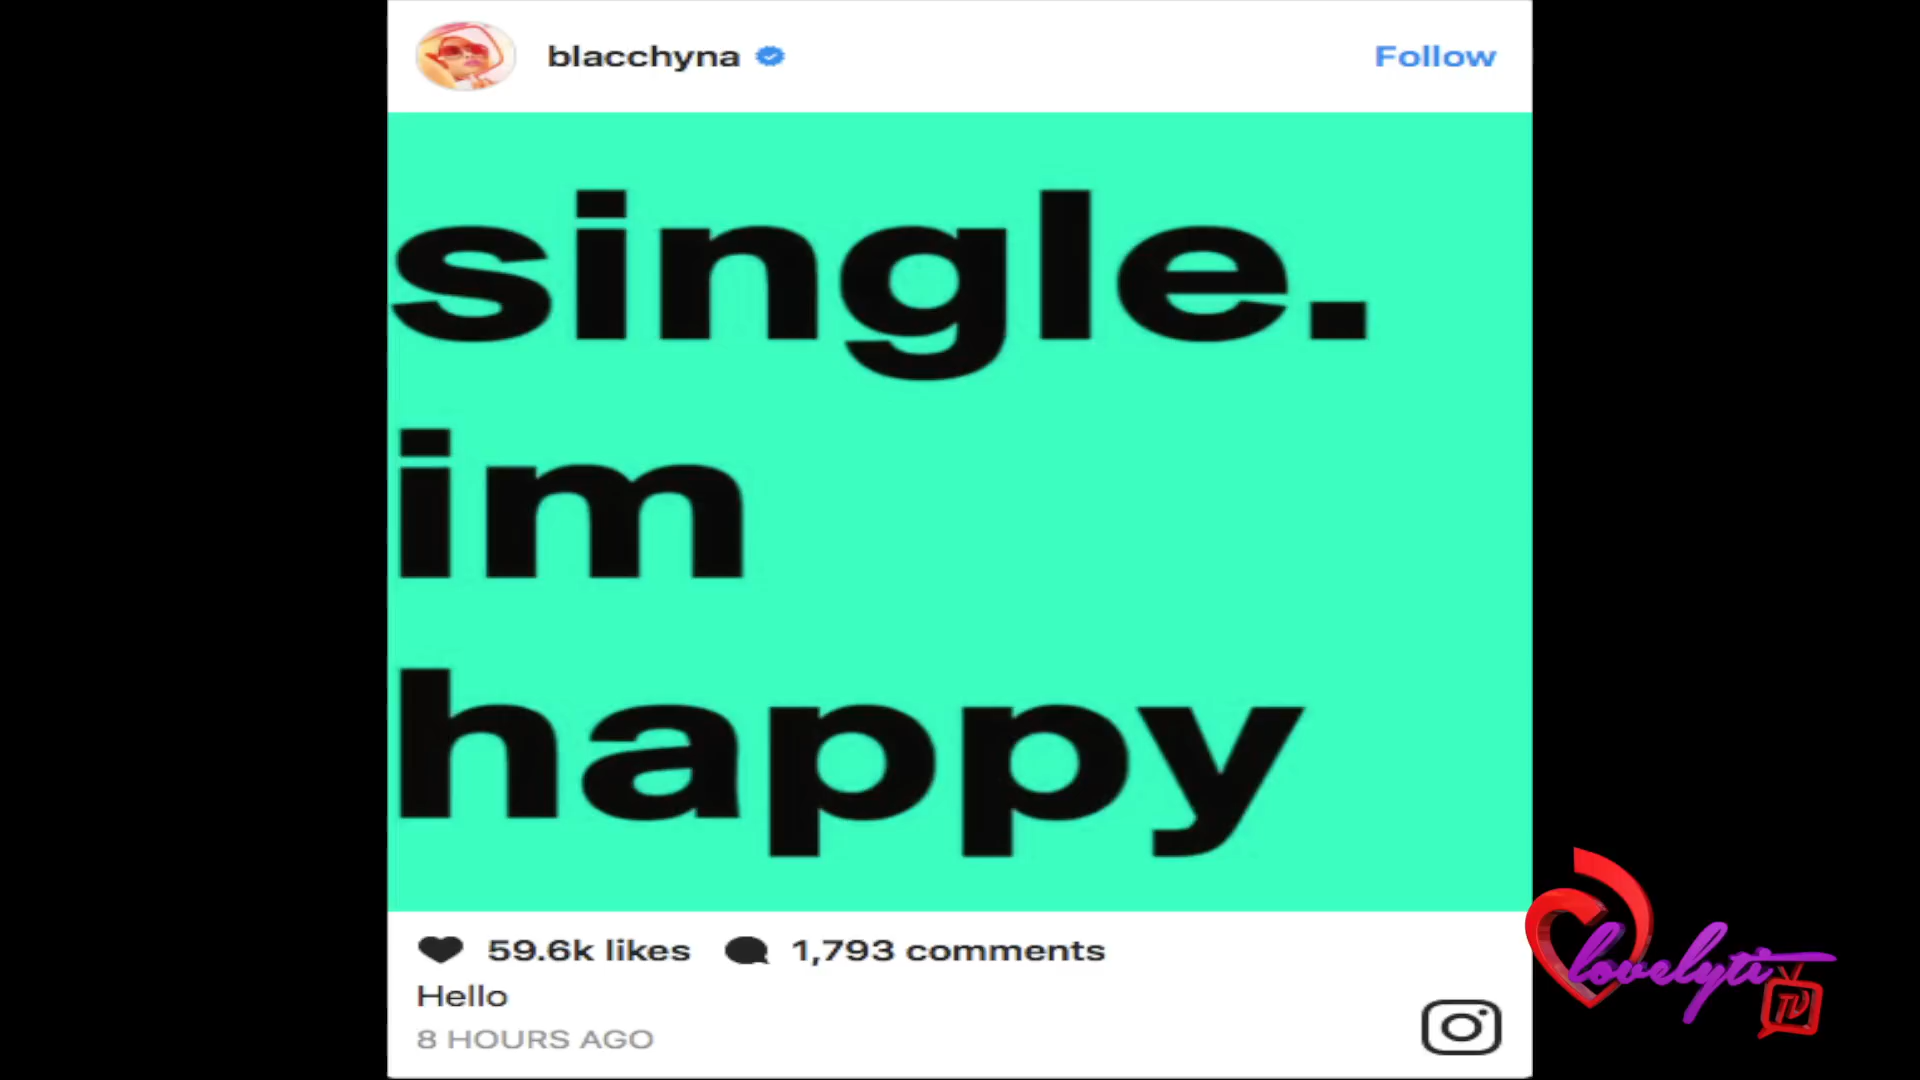 blacchyna
Follow
single.
im
happy
59.6k likes 1,793 comments
Hello
8 HOURS AGO
lovelyti
TV